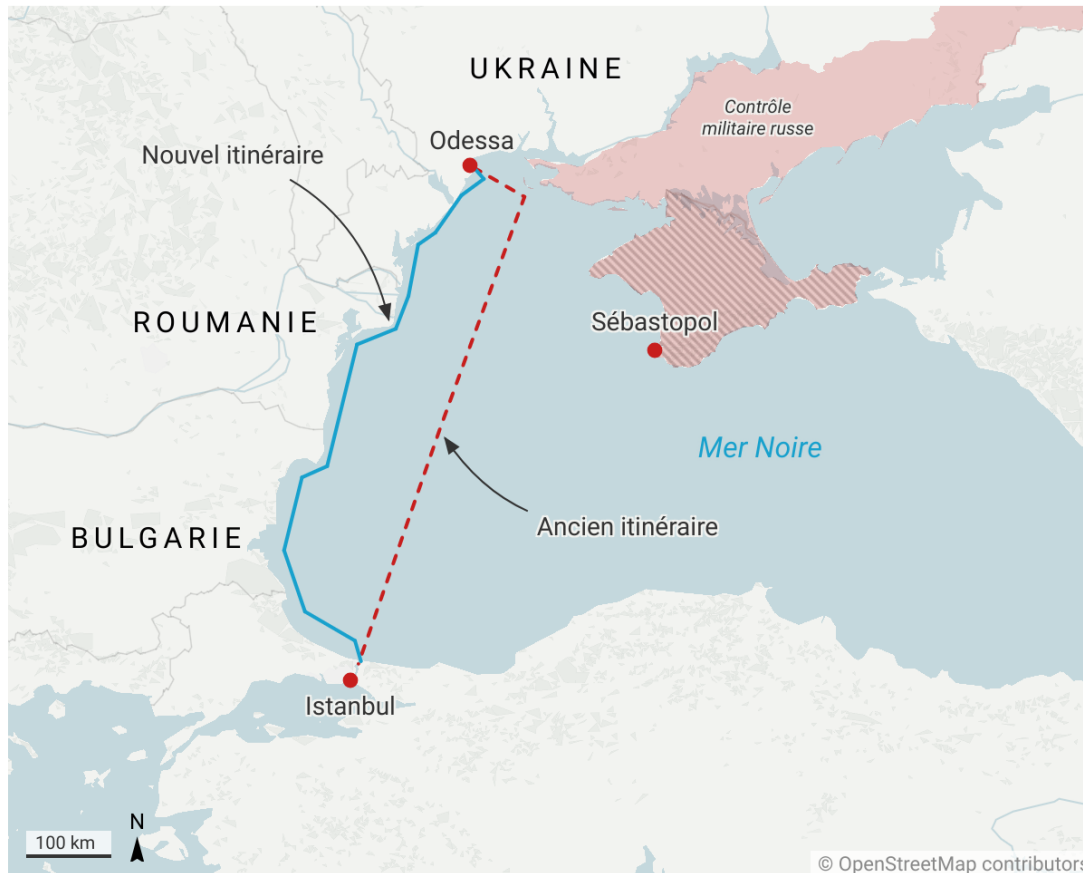 UKRAINE
Contrôle
militaire russe
Odessa
Nouvel itinéraire
ROUMANIE
Sébastopol
Mer Noire
Ancien itinéraire
BULGARIE
Istanbul
N
100 km
© OpenStreetMap contributors